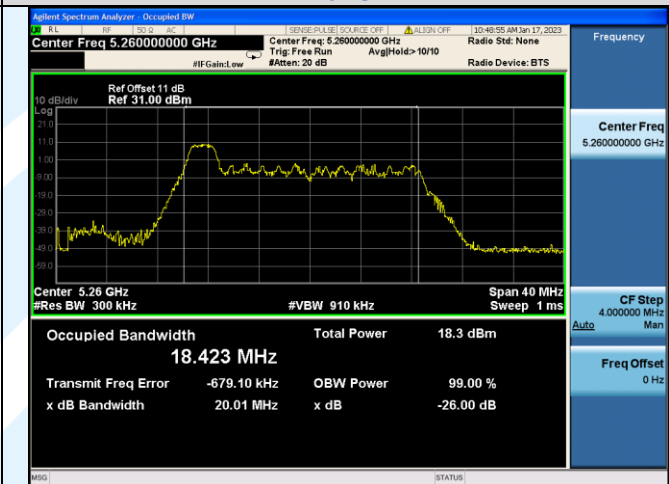 Agilent Spectrum Analyzer - Occupied BW
RL RF 50 Ω AC SENSE:PULSE SOURCE OFF ALIGN OFF 10:48:55 AM Jan 17, 2023
Center Freq 5.260000000 GHz
Center Freq: 5.260000000 GHz
Radio Std: None
Trig: Free Run Avg|Hold:> 10/10
#IFGain:Low
#Atten: 20 dB
Radio Device: BTS
Ref Offset 11 dB
10 dB/div Ref 31.00 dBm
Log
21.0
11.0
1.00
-9.00
-19.0
-29.0
-39.0
-49.0
-59.0
Center 5.26 GHz
Span 40 MHz
#Res BW 300 kHz
#VBW 910 kHz
Sweep 1 ms
Occupied Bandwidth
Total Power 18.3 dBm
18.423 MHz
Transmit Freq Error -679.10 kHz
OBW Power 99.00 %
x dB Bandwidth 20.01 MHz
x dB -26.00 dB
MSG
STATUS
Frequency
Center Freq
5.260000000 GHz
CF Step
4.000000 MHz
Auto Man
Freq Offset
0 Hz